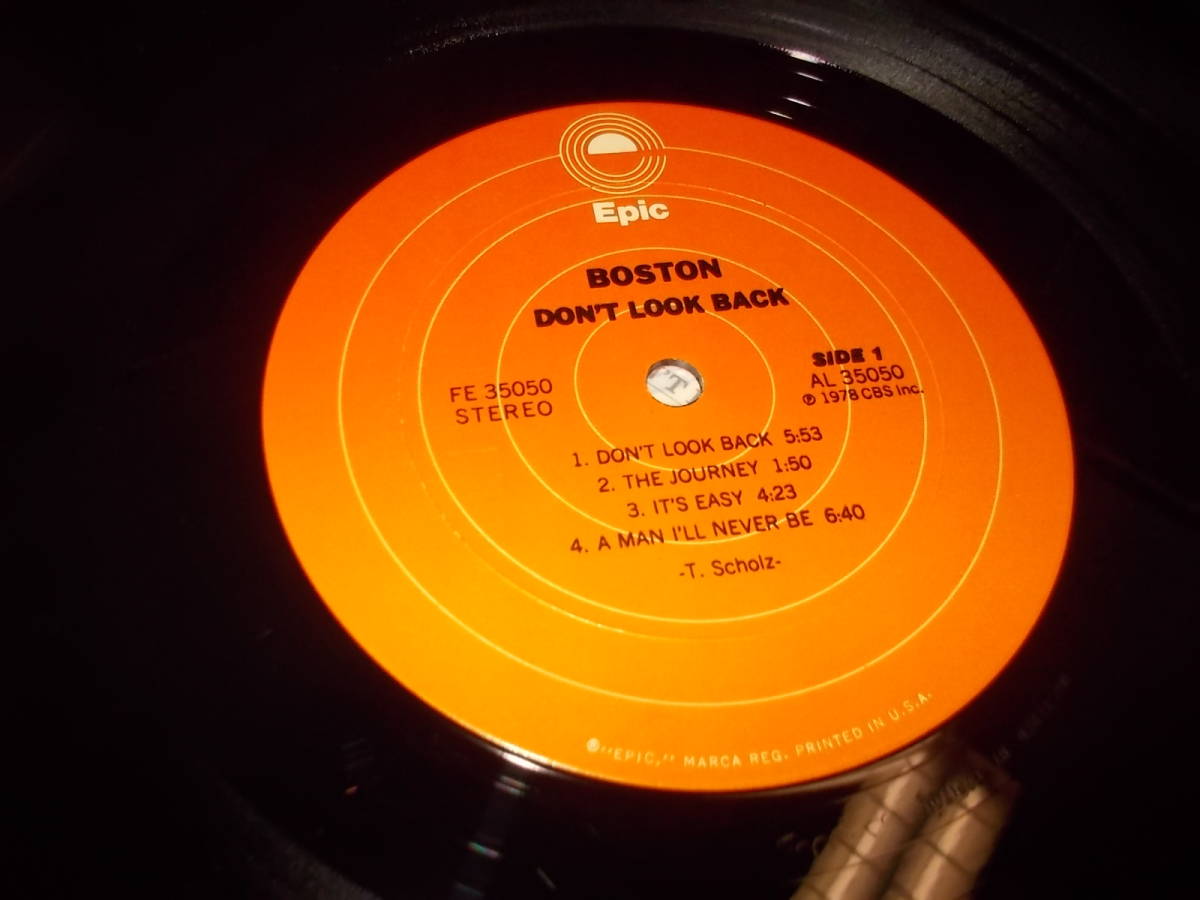 Epic
BOSTON
DON'T LOOK BACK
FE 35050
STEREO
SIDE 1
AL 35050
℗ 1978 CBS Inc.
1. DON'T LOOK BACK 5:53
2. THE JOURNEY 1:50
3. IT'S EASY 4:23
4. A MAN I'LL NEVER BE 6:40
-T. Scholz-
®"EPIC," MARCA REG. PRINTED IN U.S.A.